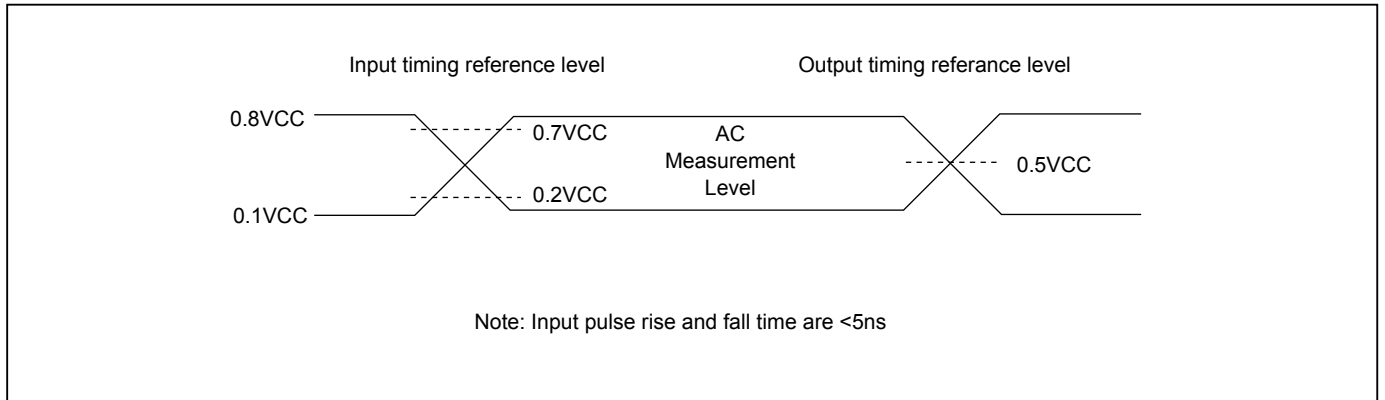 Input timing reference level
Output timing referance level
0.8VCC
0.7VCC
AC
Measurement
Level
0.5VCC
0.2VCC
0.1VCC
Note: Input pulse rise and fall time are <5ns